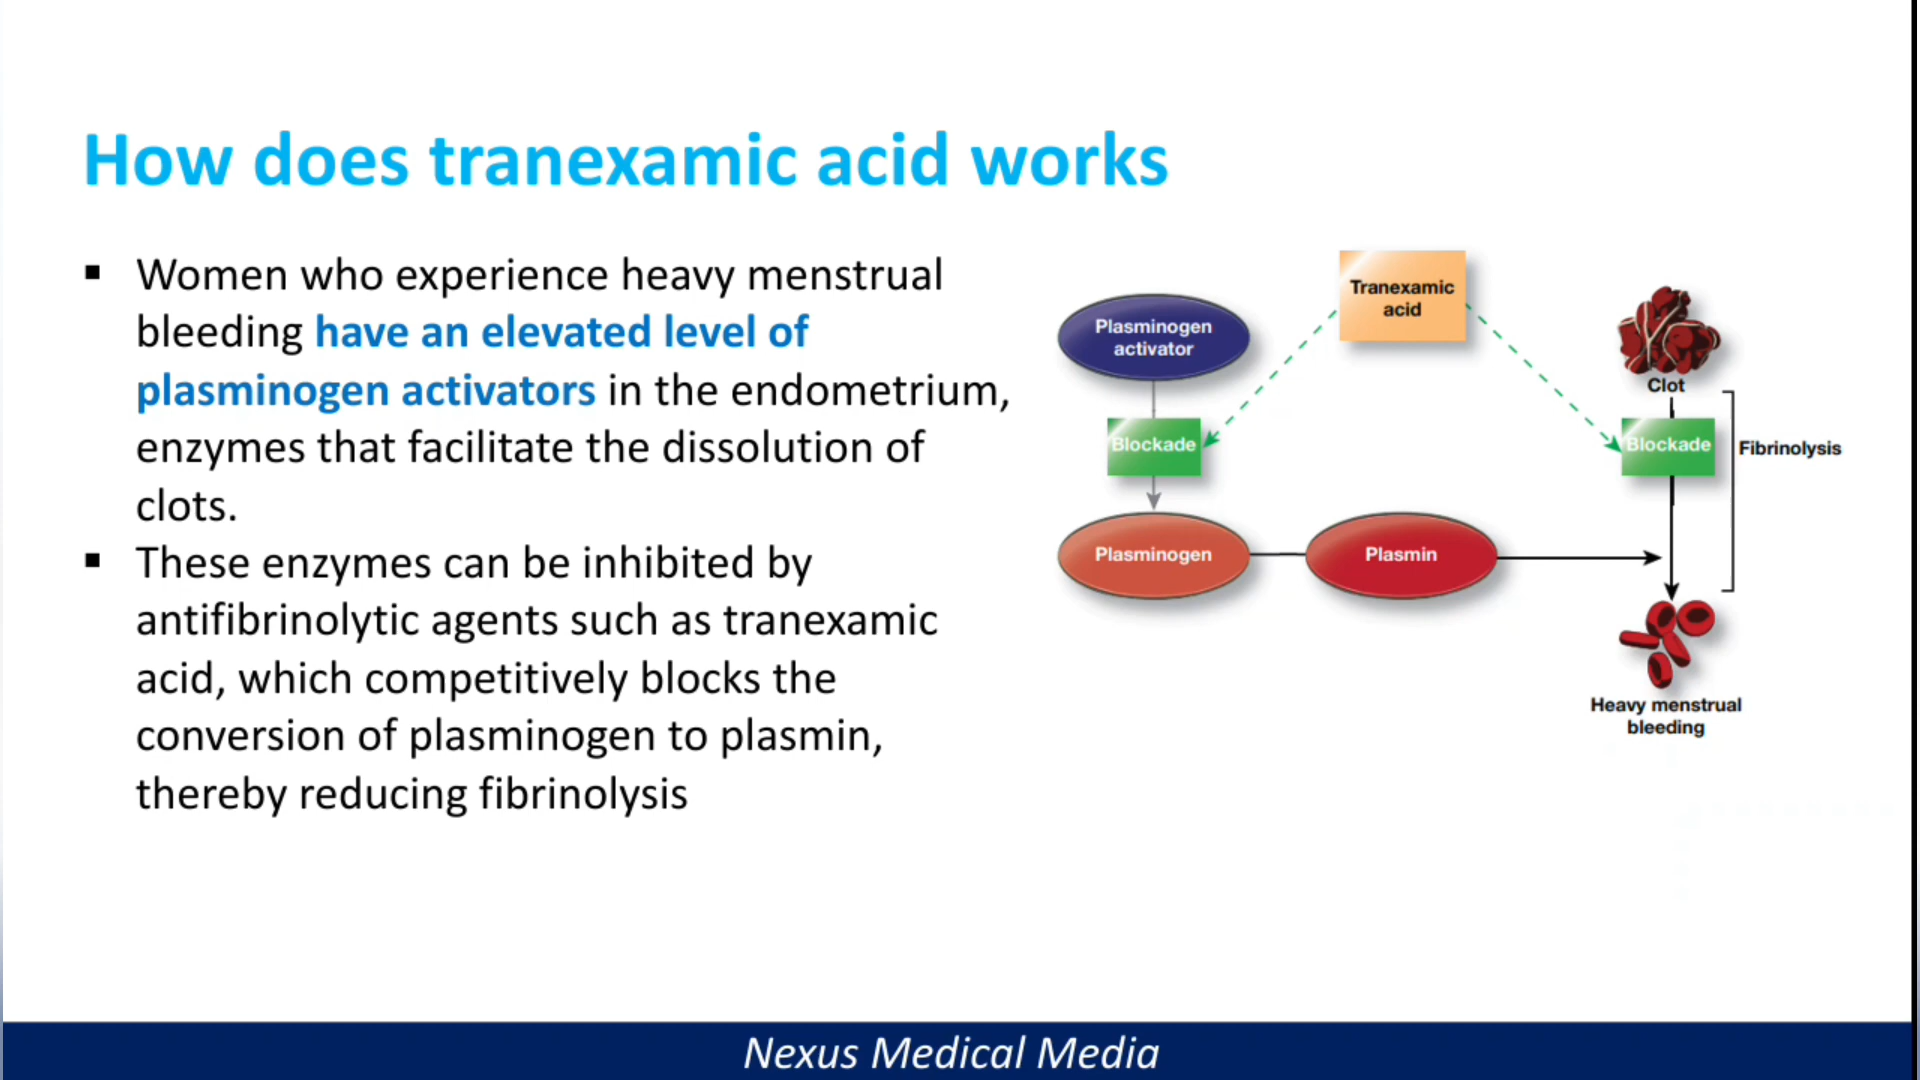 How does tranexamic acid works
▪ Women who experience heavy menstrual
bleeding have an elevated level of
plasminogen activators in the endometrium,
enzymes that facilitate the dissolution of
clots.
▪ These enzymes can be inhibited by
antifibrinolytic agents such as tranexamic
acid, which competitively blocks the
conversion of plasminogen to plasmin,
thereby reducing fibrinolysis
Tranexamic
acid
Plasminogen
activator
Clot
Blockade
Blockade
Fibrinolysis
Plasminogen
Plasmin
Heavy menstrual
bleeding
Nexus Medical Media